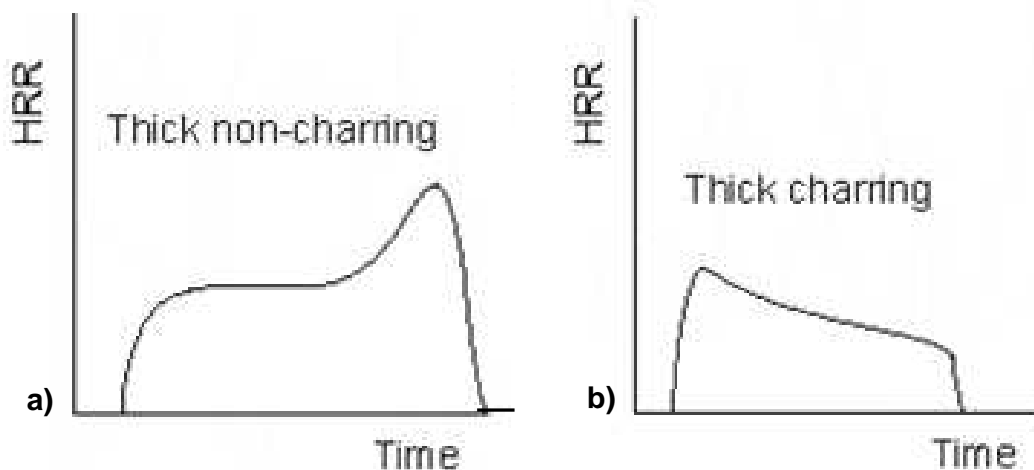 HRR
Thick non-charring
a)
Time
HRR
Thick charring
b)
Time